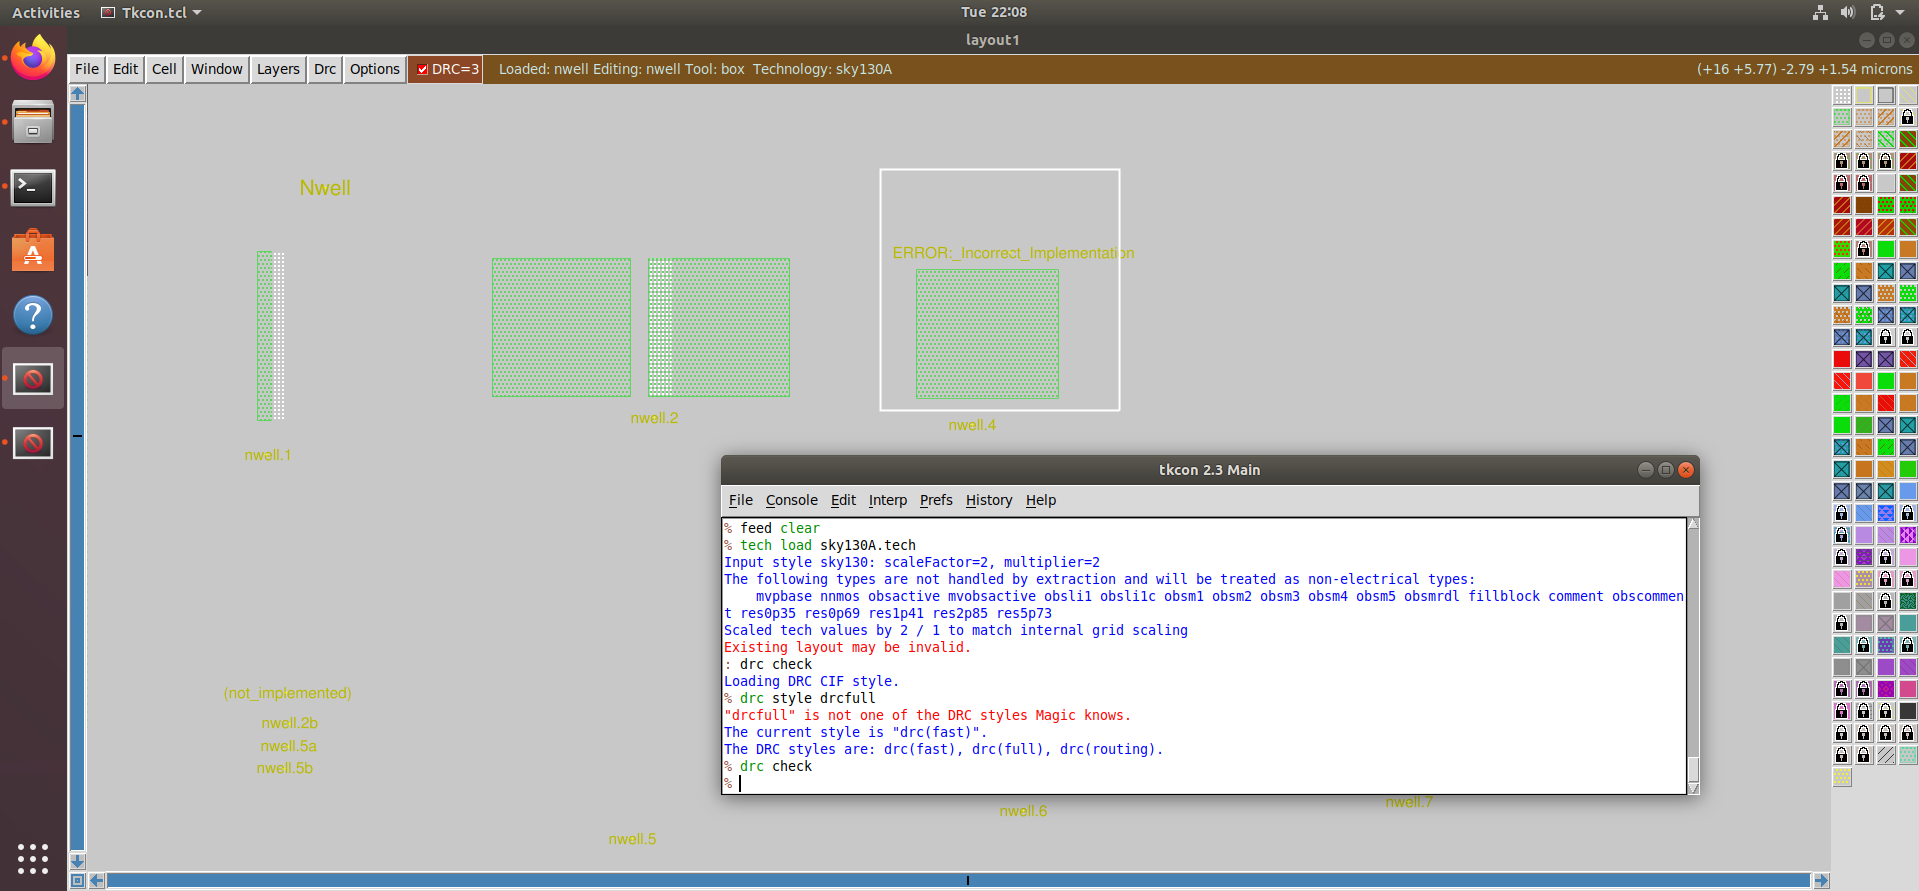 Activities Tkcon.tcl Tue 22:08
layout1
File Edit Cell Window Layers Drc Options DRC=3 Loaded: nwell Editing: nwell Tool: box Technology: sky130A (+16 +5.77) -2.79 +1.54 microns
Nwell
ERROR:_Incorrect_Implementation
nwell.2
nwell.4
nwell.1
tkcon 2.3 Main
File Console Edit Interp Prefs History Help
% feed clear
% tech load sky130A.tech
Input style sky130: scaleFactor=2, multiplier=2
The following types are not handled by extraction and will be treated as non-electrical types:
mvpbase nnmos obsactive mvobsactive obsli1 obsli1c obsm1 obsm2 obsm3 obsm4 obsm5 obsmrdl fillblock comment obscommen
t res0p35 res0p69 res1p41 res2p85 res5p73
Scaled tech values by 2 / 1 to match internal grid scaling
Existing layout may be invalid.
: drc check
Loading DRC CIF style.
% drc style drcfull
"drcfull" is not one of the DRC styles Magic knows.
The current style is "drc(fast)".
The DRC styles are: drc(fast), drc(full), drc(routing).
% drc check
%
(not_implemented)
nwell.2b
nwell.5a
nwell.5b
nwell.6
nwell.7
nwell.5